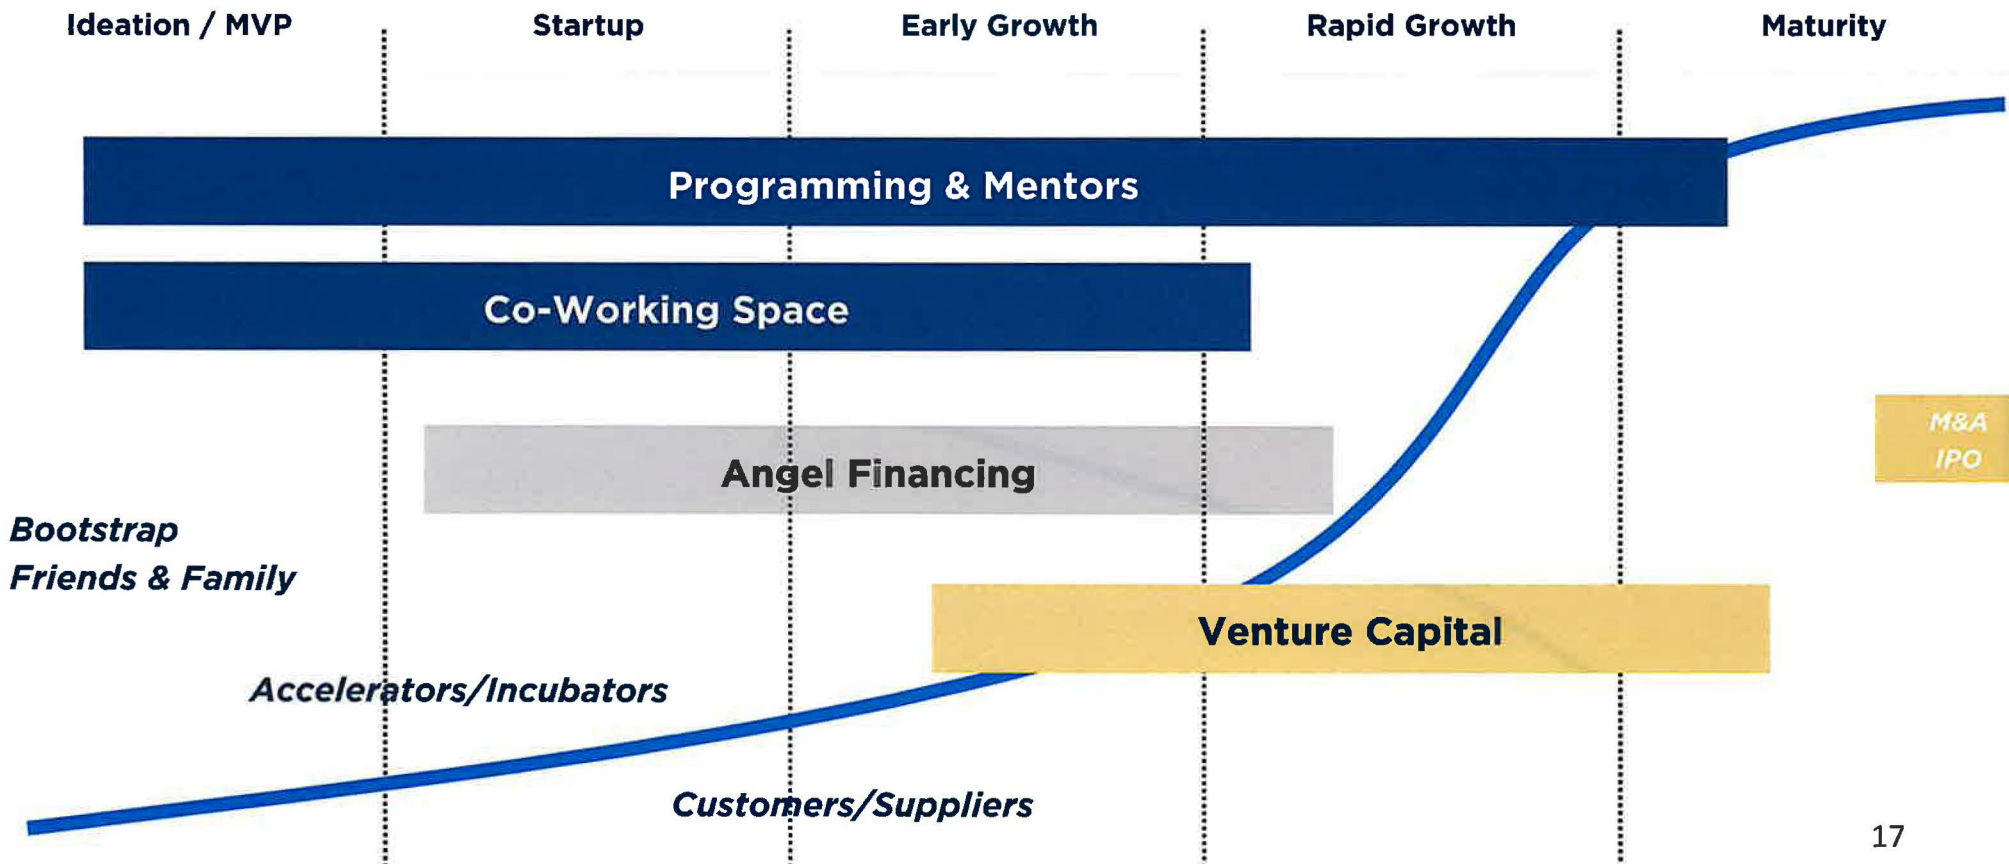 Ideation / MVP
Startup
Early Growth
Rapid Growth
Maturity
Programming & Mentors
Co-Working Space
Angel Financing
M&A
IPO
Bootstrap
Friends & Family
Venture Capital
Accelerators/Incubators
Customers/Suppliers
17